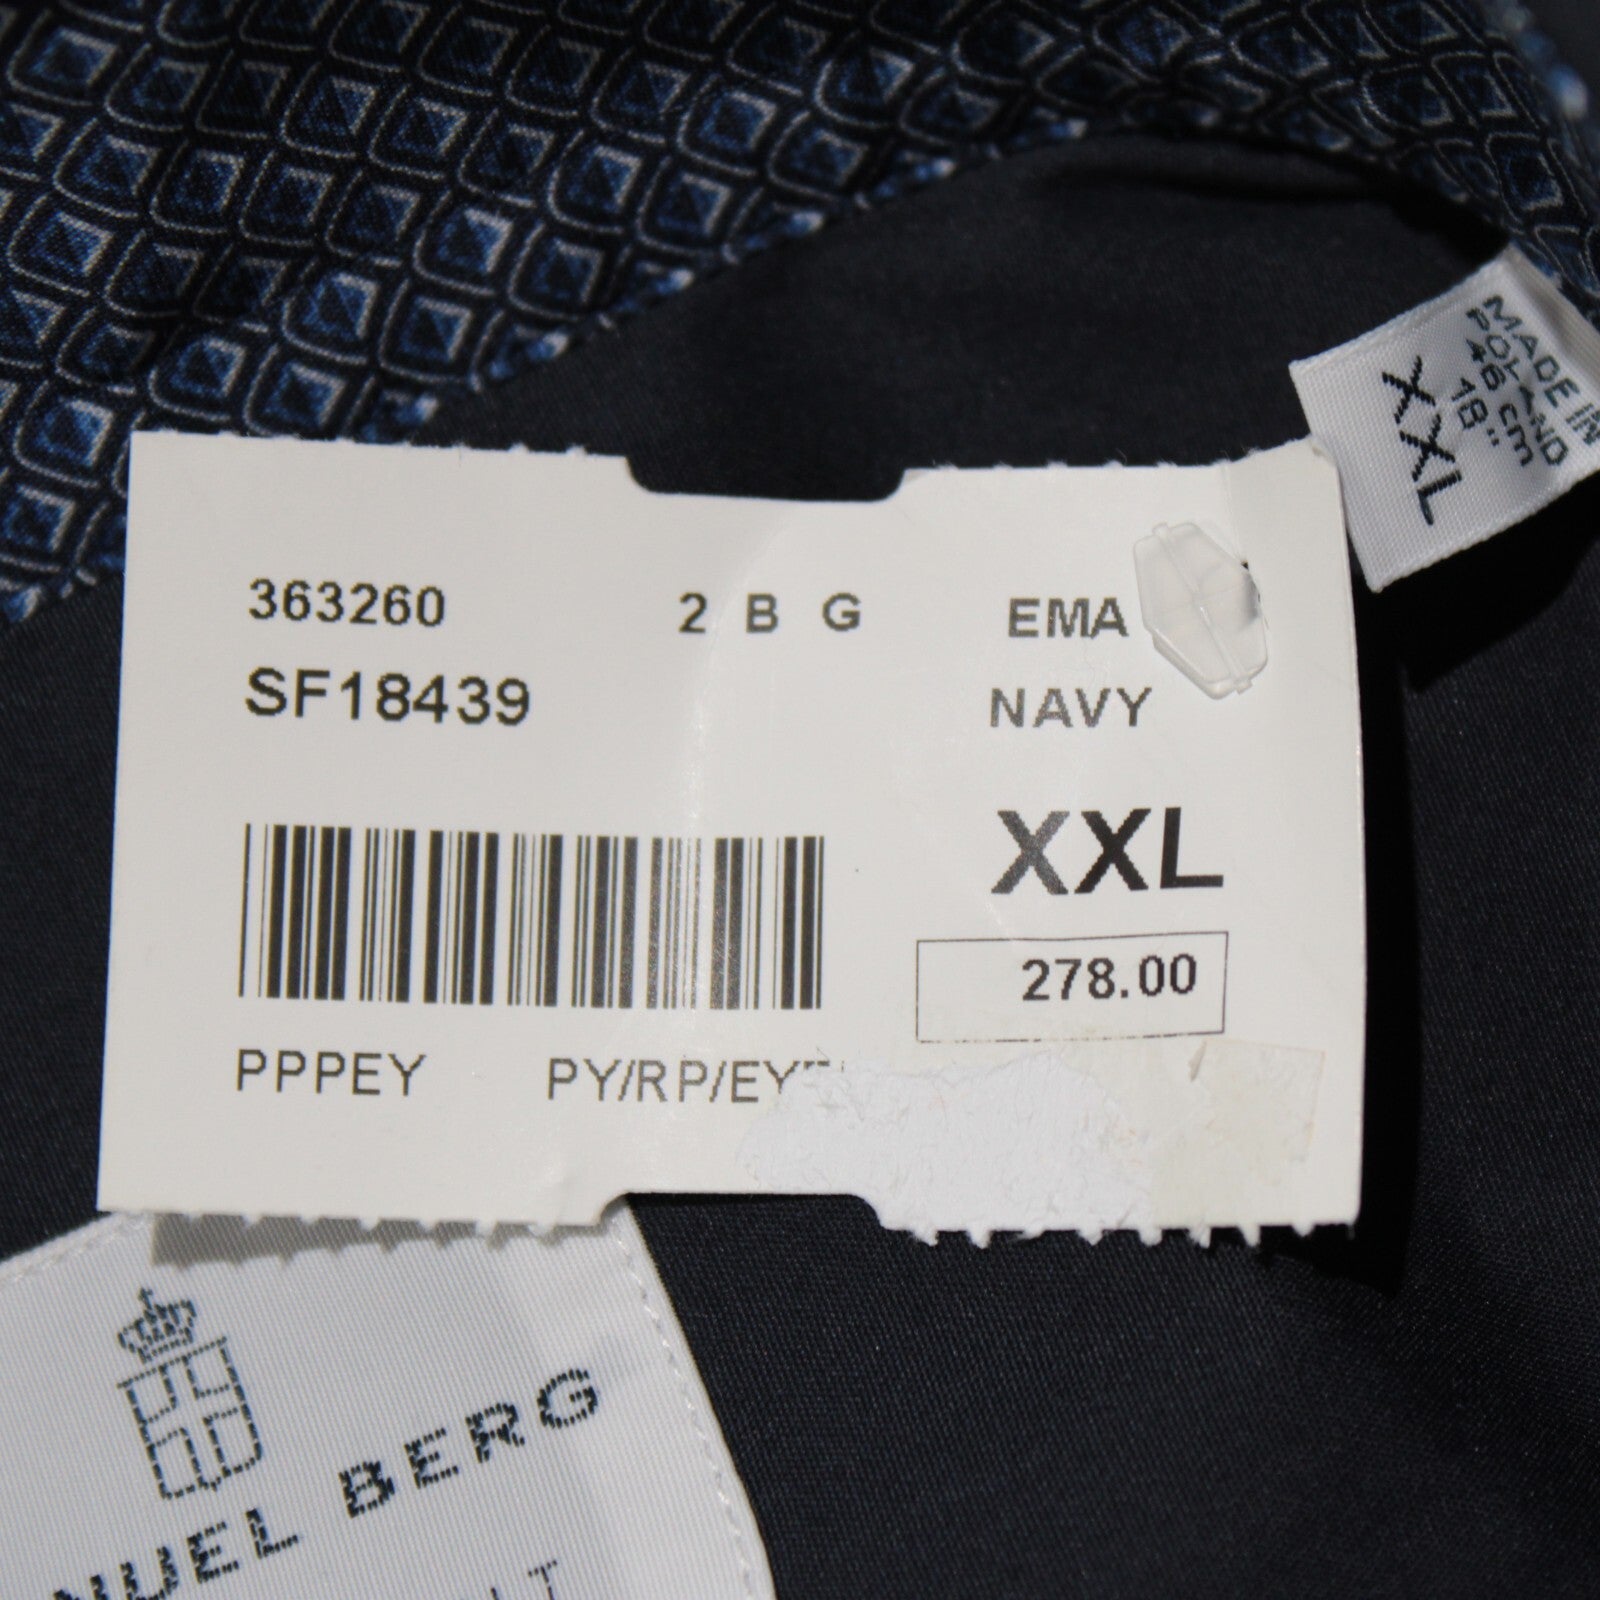 MADE IN
POLAND
46 cm
18"
XXL
363260 2 B G EMA
SF18439 NAVY
XXL
278.00
PPPEY PY/RP/EY
NUEL BERG